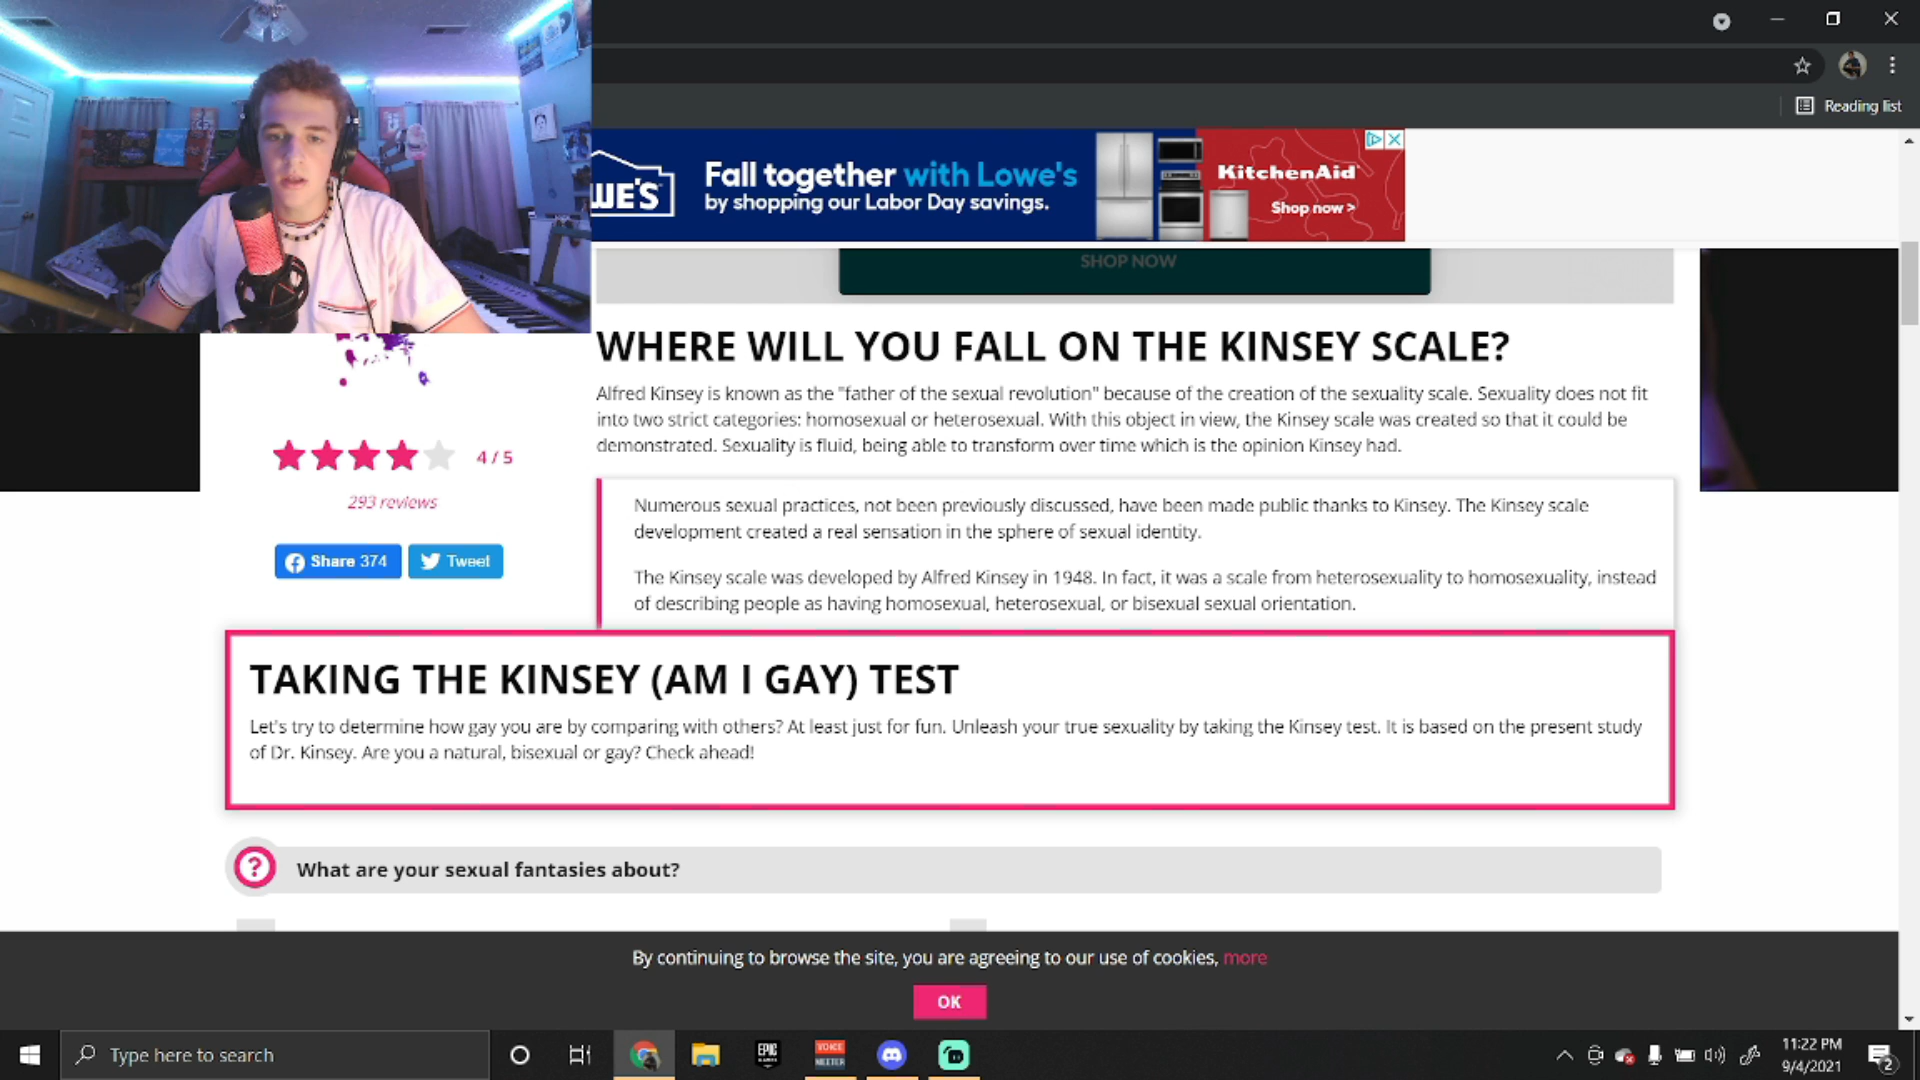 Reading list
WE'S
Fall together with Lowe's
by shopping our Labor Day savings.
KitchenAid
Shop now >
SHOP NOW
WHERE WILL YOU FALL ON THE KINSEY SCALE?
Alfred Kinsey is known as the "father of the sexual revolution" because of the creation of the sexuality scale. Sexuality does not fit
into two strict categories: homosexual or heterosexual. With this object in view, the Kinsey scale was created so that it could be
demonstrated. Sexuality is fluid, being able to transform over time which is the opinion Kinsey had.
4 / 5
293 reviews
Share 374
Tweet
Numerous sexual practices, not been previously discussed, have been made public thanks to Kinsey. The Kinsey scale
development created a real sensation in the sphere of sexual identity.
The Kinsey scale was developed by Alfred Kinsey in 1948. In fact, it was a scale from heterosexuality to homosexuality, instead
of describing people as having homosexual, heterosexual, or bisexual sexual orientation.
TAKING THE KINSEY (AM I GAY) TEST
Let's try to determine how gay you are by comparing with others? At least just for fun. Unleash your true sexuality by taking the Kinsey test. It is based on the present study
of Dr. Kinsey. Are you a natural, bisexual or gay? Check ahead!
? What are your sexual fantasies about?
By continuing to browse the site, you are agreeing to our use of cookies, more
OK
Type here to search
EPIC
GAMES
VOICE
MEETER
11:22 PM
9/4/2021
2